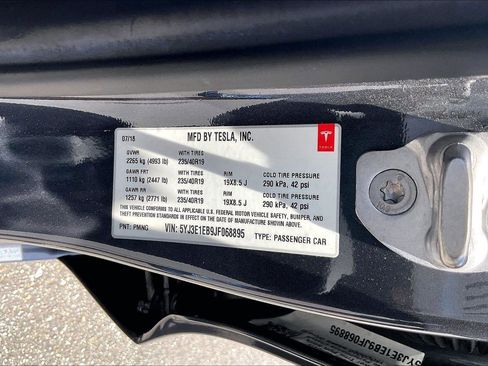 07/18 MFD BY TESLA, INC.
TESLA
GVWR WITH TIRES
2265 kg (4993 lb) 235/40R19
GAWR FRT WITH TIRES RIM COLD TIRE PRESSURE
1110 kg (2447 lb) 235/40R19 19X8.5 J 290 kPa, 42 psi
GAWR RR WITH TIRES RIM COLD TIRE PRESSURE
1257 kg (2771 lb) 235/40R19 19X8.5 J 290 kPa, 42 psi
THIS VEHICLE CONFORMS TO ALL APPLICABLE U.S. FEDERAL MOTOR VEHICLE SAFETY, BUMPER, AND
THEFT PREVENTION STANDARDS IN EFFECT ON THE DATE OF MANUFACTURE SHOWN ABOVE.
PNT: PMNG VIN: 5YJ3E1EB9JF068895 TYPE: PASSENGER CAR
5YJ3E1EB9JF068895